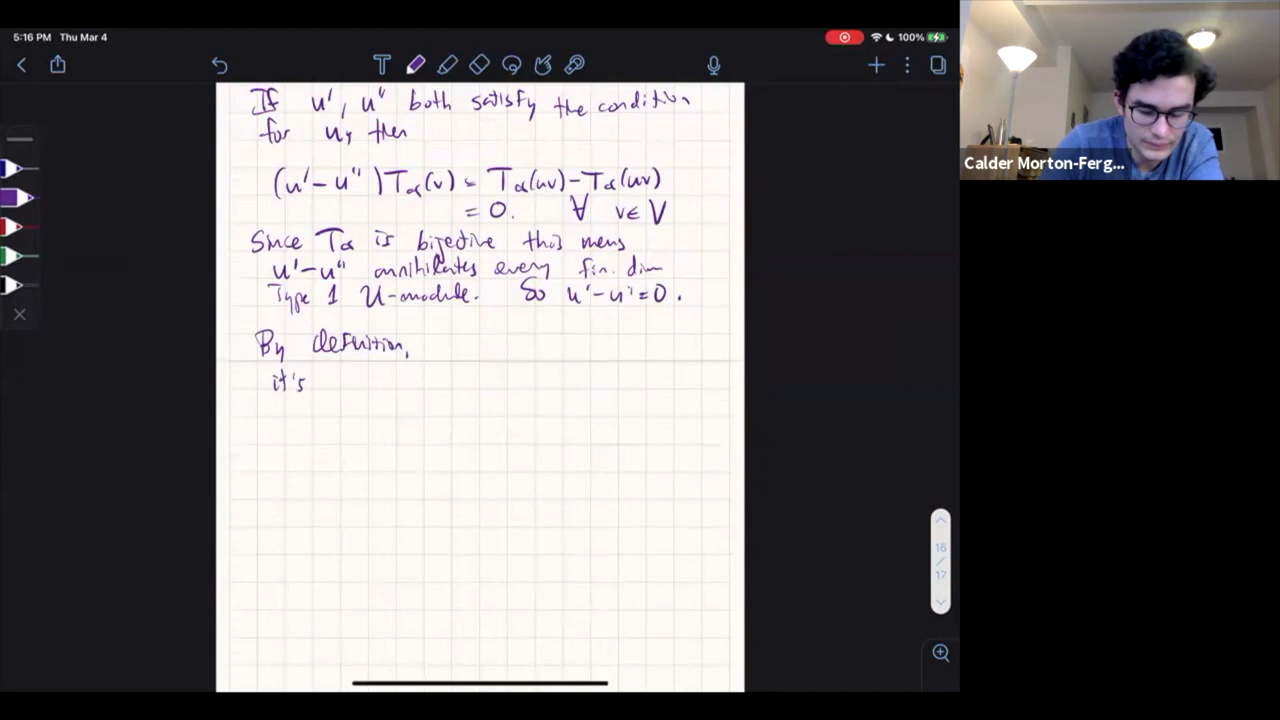 5:16 PM Thu Mar 4
100%
If u', u'' both satisfy the condition
for u, then
(u' - u'')Tα(v) = Tα(uv) - Tα(uv)
= 0. ∀ v ∈ V
Since Tα is bijective this means
u' - u'' annihilates every fin. dim
Type 1 U-module. So u' - u'' = 0.
By definition,
it's
16
/
17
Calder Morton-Ferg...